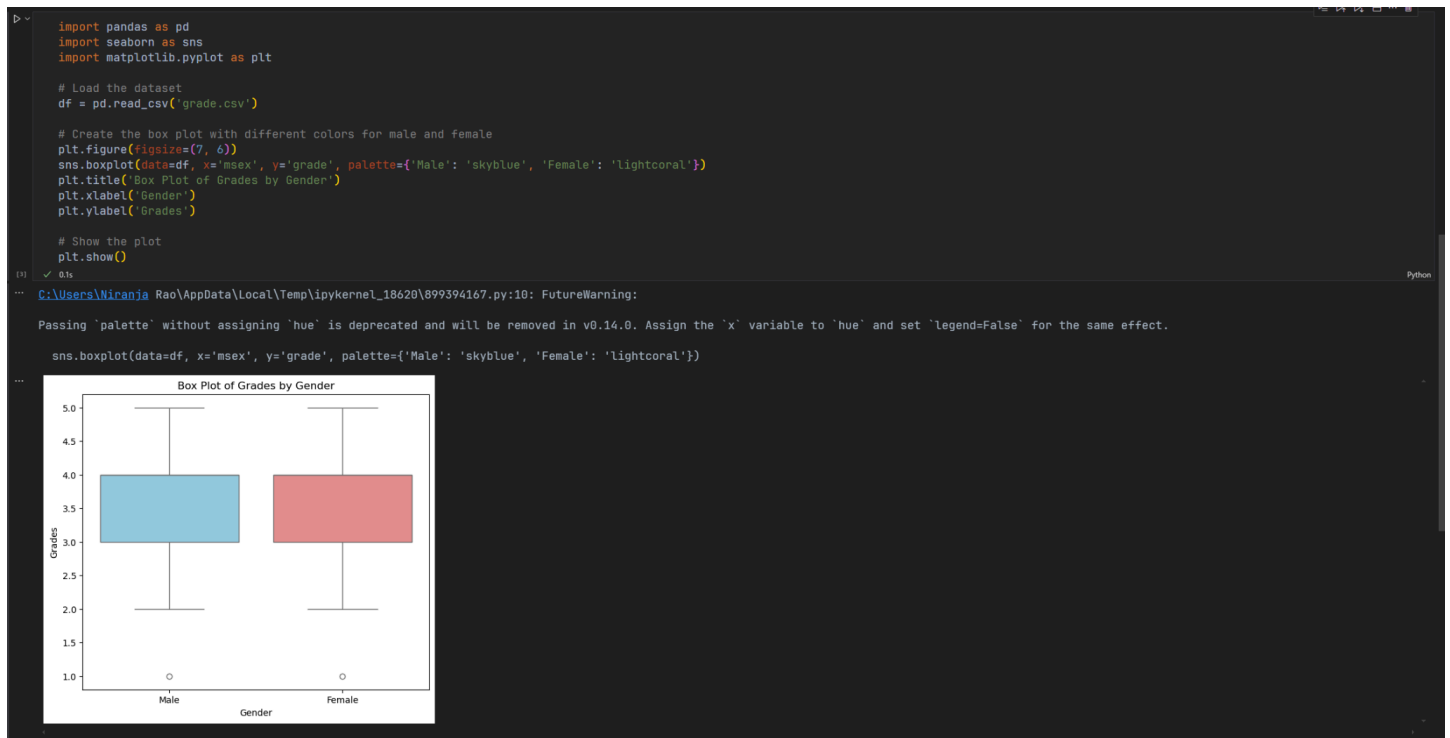 import pandas as pd
import seaborn as sns
import matplotlib.pyplot as plt
# Load the dataset
df = pd.read_csv('grade.csv')
# Create the box plot with different colors for male and female
plt.figure(figsize=(7, 6))
sns.boxplot(data=df, x='msex', y='grade', palette={'Male': 'skyblue', 'Female': 'lightcoral'})
plt.title('Box Plot of Grades by Gender')
plt.xlabel('Gender')
plt.ylabel('Grades')
# Show the plot
plt.show()
[3] ✓ 0.1s Python
... C:\Users\Niranja Rao\AppData\Local\Temp\ipykernel_18620\899394167.py:10: FutureWarning:
Passing `palette` without assigning `hue` is deprecated and will be removed in v0.14.0. Assign the `x` variable to `hue` and set `legend=False` for the same effect.
sns.boxplot(data=df, x='msex', y='grade', palette={'Male': 'skyblue', 'Female': 'lightcoral'})
...
Box Plot of Grades by Gender
5.0
4.5
4.0
3.5
3.0
2.5
2.0
1.5
1.0
Grades
Male Female
Gender